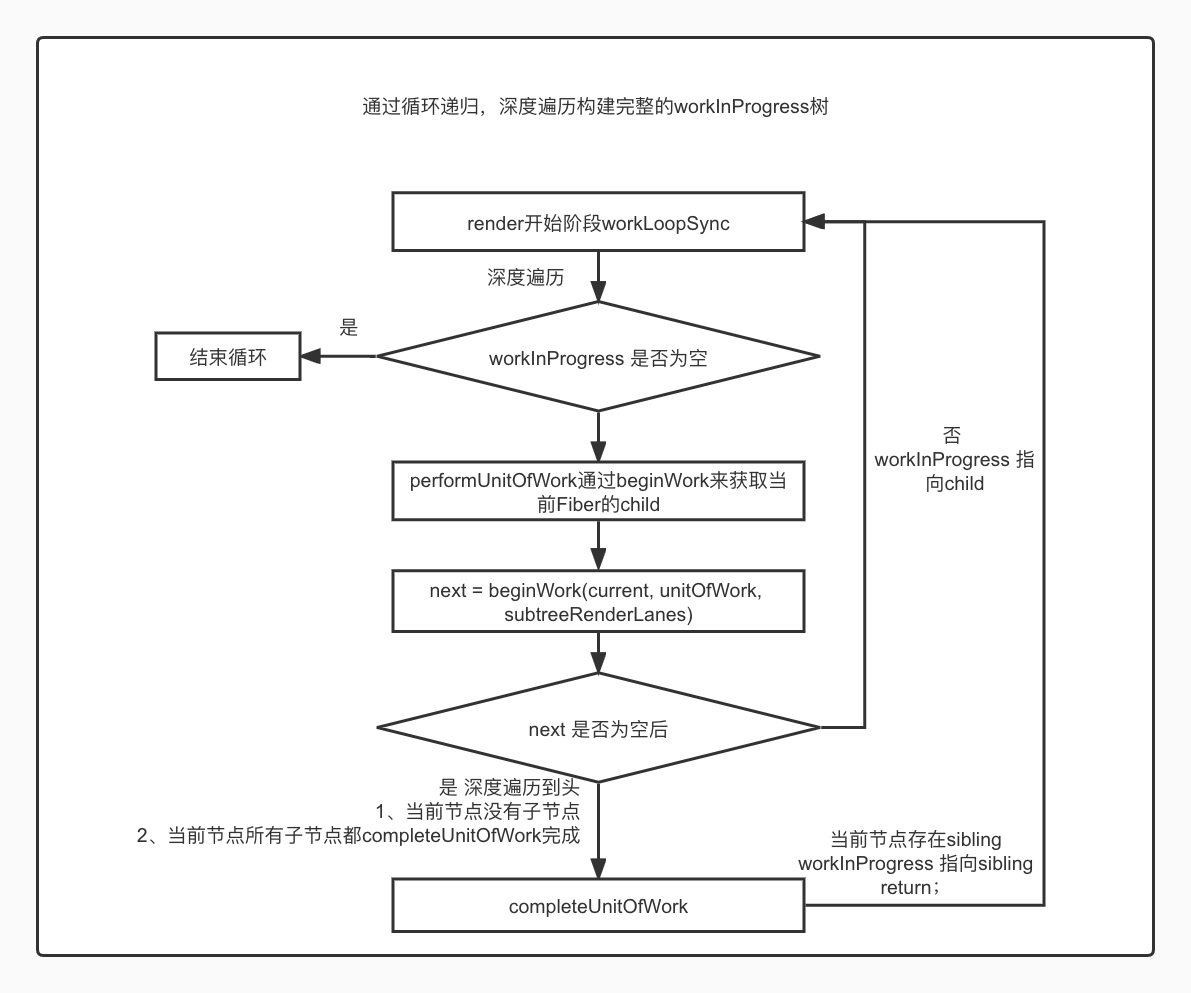 通过循环递归，深度遍历构建完整的workInProgress树
render开始阶段workLoopSync
深度遍历
是
结束循环
workInProgress 是否为空
否
workInProgress 指
向child
performUnitOfWork通过beginWork来获取当
前Fiber的child
next = beginWork(current, unitOfWork,
subtreeRenderLanes)
next 是否为空后
是 深度遍历到头
1、当前节点没有子节点
2、当前节点所有子节点都completeUnitOfWork完成
当前节点存在sibling
workInProgress 指向sibling
return；
completeUnitOfWork